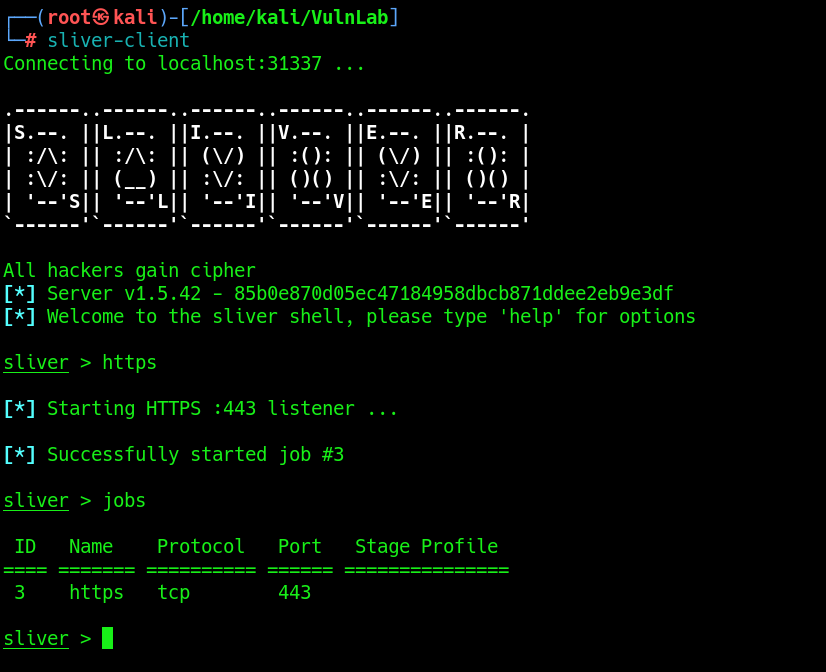 ┌──(root㉿kali)-[/home/kali/VulnLab]
└─# sliver-client
Connecting to localhost:31337 ...
.------..------..------..------..------..------.
|S.--. ||L.--. ||I.--. ||V.--. ||E.--. ||R.--. |
| :/\: || :/\: || (\/) || :(): || (\/) || :(): |
| :\/: || (__) || :\/: || ()() || :\/: || ()() |
| '--'S|| '--'L|| '--'I|| '--'V|| '--'E|| '--'R|
`------'`------'`------'`------'`------'`------'
All hackers gain cipher
[*] Server v1.5.42 - 85b0e870d05ec47184958dbcb871ddee2eb9e3df
[*] Welcome to the sliver shell, please type 'help' for options
sliver > https
[*] Starting HTTPS :443 listener ...
[*] Successfully started job #3
sliver > jobs
 ID   Name    Protocol   Port   Stage Profile
==== ======= ========== ====== ===============
 3    https   tcp        443
sliver >